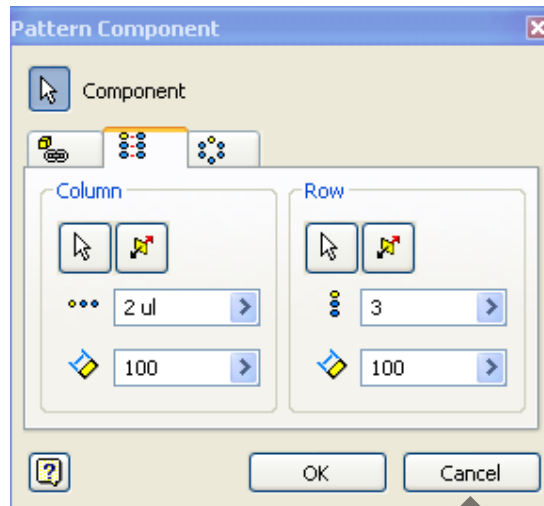 Pattern Component
Component
Column Row
2 ul 3
100 100
OK Cancel